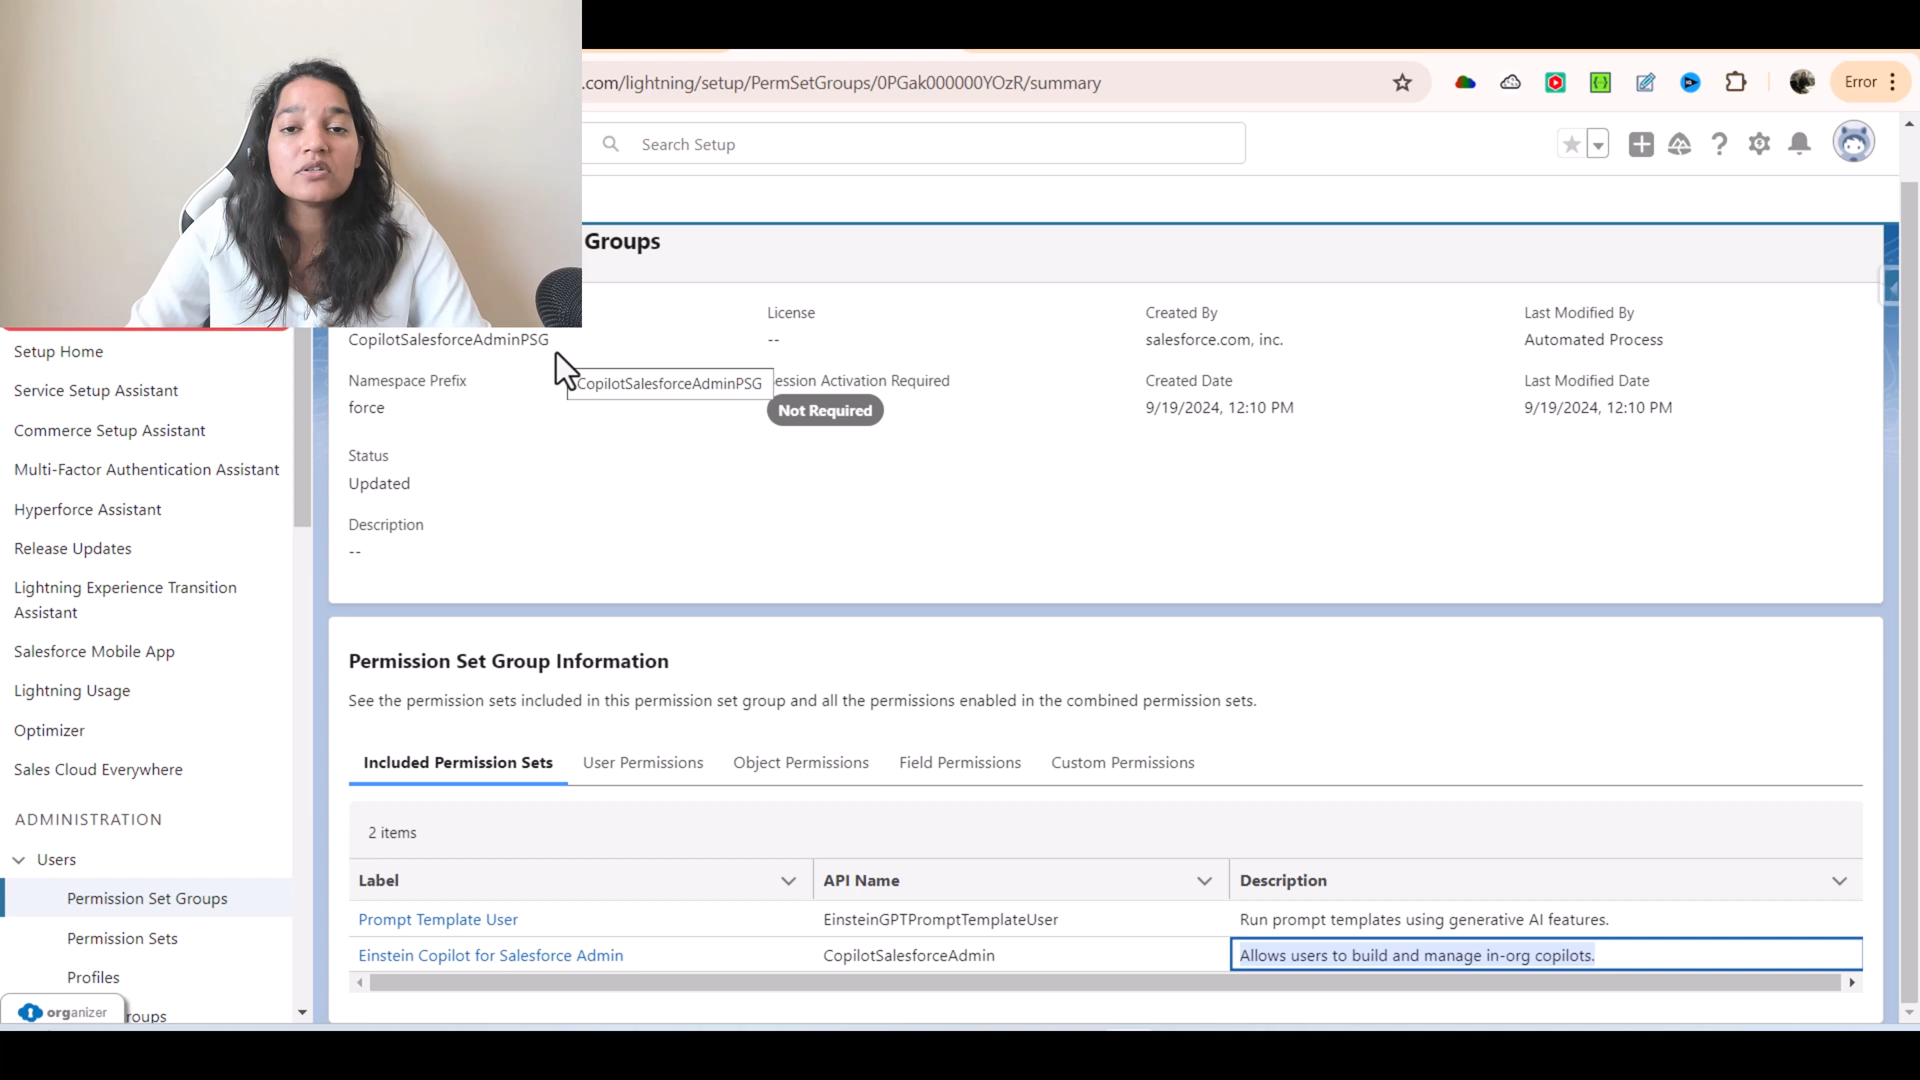 .com/lightning/setup/PermSetGroups/0PGak000000YOzR/summary
Error
Search Setup
Groups
License
Created By
Last Modified By
CopilotSalesforceAdminPSG
--
salesforce.com, inc.
Automated Process
Namespace Prefix
CopilotSalesforceAdminPSG
ession Activation Required
Created Date
Last Modified Date
force
Not Required
9/19/2024, 12:10 PM
9/19/2024, 12:10 PM
Status
Updated
Description
--
Setup Home
Service Setup Assistant
Commerce Setup Assistant
Multi-Factor Authentication Assistant
Hyperforce Assistant
Release Updates
Lightning Experience Transition
Assistant
Salesforce Mobile App
Lightning Usage
Optimizer
Sales Cloud Everywhere
ADMINISTRATION
Users
Permission Set Groups
Permission Sets
Profiles
roups
organizer
Permission Set Group Information
See the permission sets included in this permission set group and all the permissions enabled in the combined permission sets.
Included Permission Sets
User Permissions
Object Permissions
Field Permissions
Custom Permissions
2 items
Label
API Name
Description
Prompt Template User
EinsteinGPTPromptTemplateUser
Run prompt templates using generative AI features.
Einstein Copilot for Salesforce Admin
CopilotSalesforceAdmin
Allows users to build and manage in-org copilots.